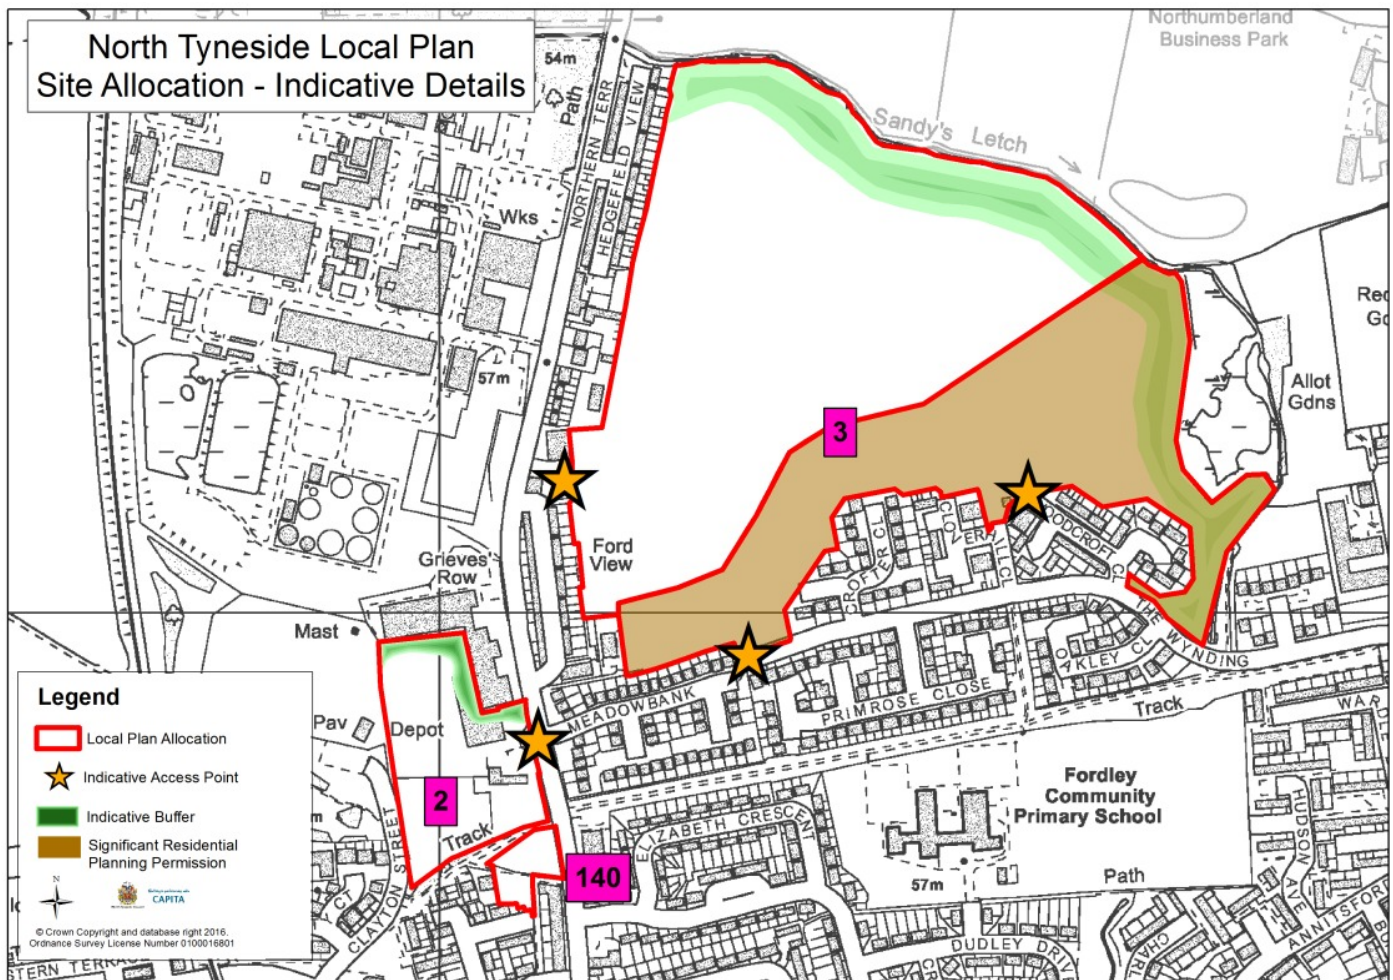 North Tyneside Local Plan
Site Allocation - Indicative Details
Northumberland
Business Park
54m
Path
NORTHERN TERR
HEDGEFIELD VIEW
Sandy's Letch
Wks
57m
Allot
Gdns
3
Ford
View
Grieves'
Row
CROFTER CL
WOODCROFT CL
THE WYNDING
OAKLEY CL
Mast
MEADOWBANK
PRIMROSE CLOSE
Track
WARDE
Pav
Depot
2
Track
CLAYTON STREET
ELIZABETH CRESCENT
140
Fordley
Community
Primary School
57m
Path
HUDSON AVE
ANNITSFORD
DUDLEY DRIVE
Legend
Local Plan Allocation
Indicative Access Point
Indicative Buffer
Significant Residential
Planning Permission
N
CAPITA
© Crown Copyright and database right 2016.
Ordnance Survey License Number 0100016801
STERN TERRACE